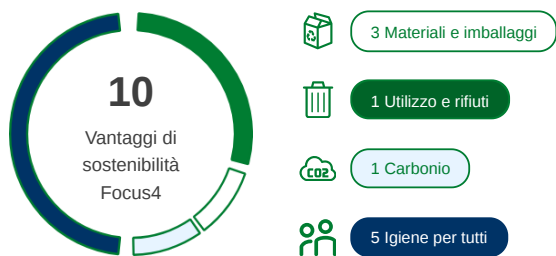 10
Vantaggi di
sostenibilità
Focus4
3 Materiali e imballaggi
1 Utilizzo e rifiuti
CO2
1 Carbonio
5 Igiene per tutti